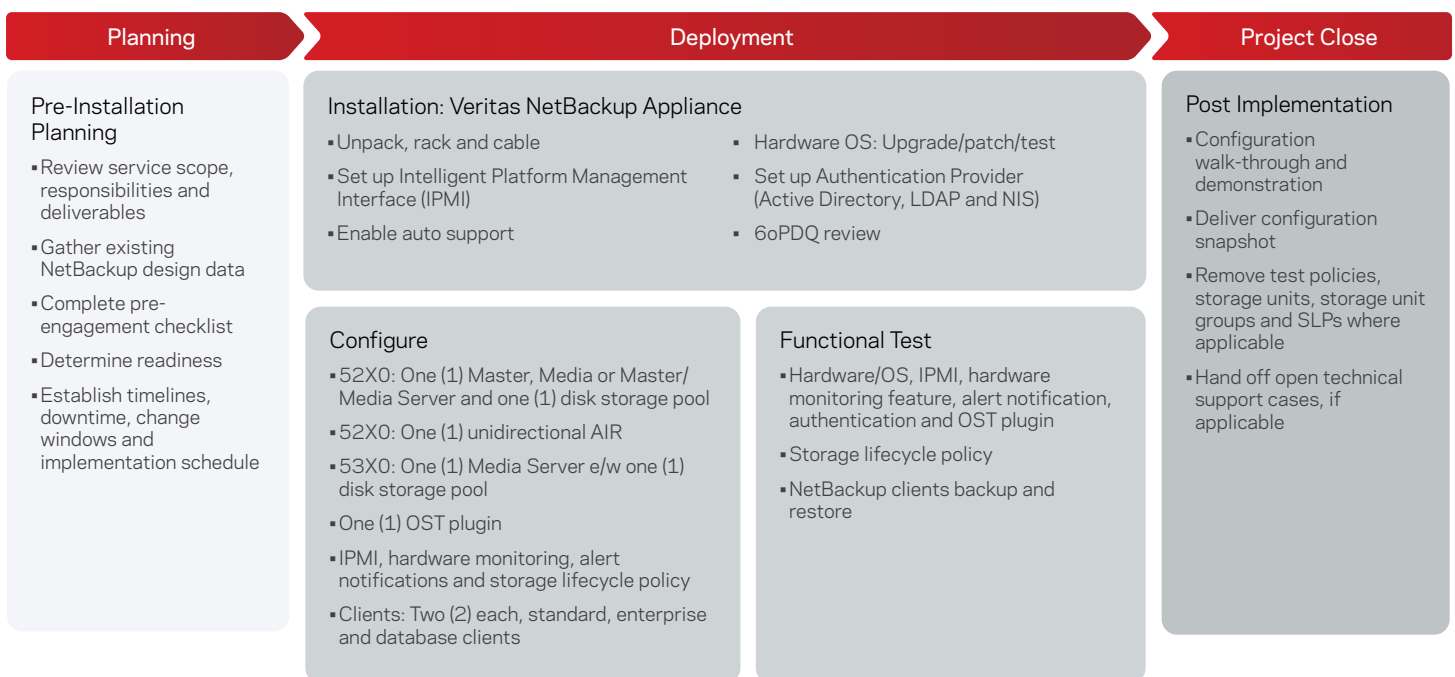 Planning
Deployment
Project Close
Pre-Installation
Planning
▪Review service scope,
responsibilities and
deliverables
▪Gather existing
NetBackup design data
▪Complete pre-
engagement checklist
▪Determine readiness
▪Establish timelines,
downtime, change
windows and
implementation schedule
Installation: Veritas NetBackup Appliance
▪Unpack, rack and cable
▪Set up Intelligent Platform Management
Interface (IPMI)
▪Enable auto support
▪ Hardware OS: Upgrade/patch/test
▪ Set up Authentication Provider
(Active Directory, LDAP and NIS)
▪ 6oPDQ review
Configure
▪52X0: One (1) Master, Media or Master/
Media Server and one (1) disk storage pool
▪52X0: One (1) unidirectional AIR
▪53X0: One (1) Media Server e/w one (1)
disk storage pool
▪One (1) OST plugin
▪IPMI, hardware monitoring, alert
notifications and storage lifecycle policy
▪Clients: Two (2) each, standard, enterprise
and database clients
Functional Test
▪Hardware/OS, IPMI, hardware
monitoring feature, alert notification,
authentication and OST plugin
▪Storage lifecycle policy
▪NetBackup clients backup and
restore
Post Implementation
▪Configuration
walk-through and
demonstration
▪Deliver configuration
snapshot
▪Remove test policies,
storage units, storage unit
groups and SLPs where
applicable
▪Hand off open technical
support cases, if
applicable